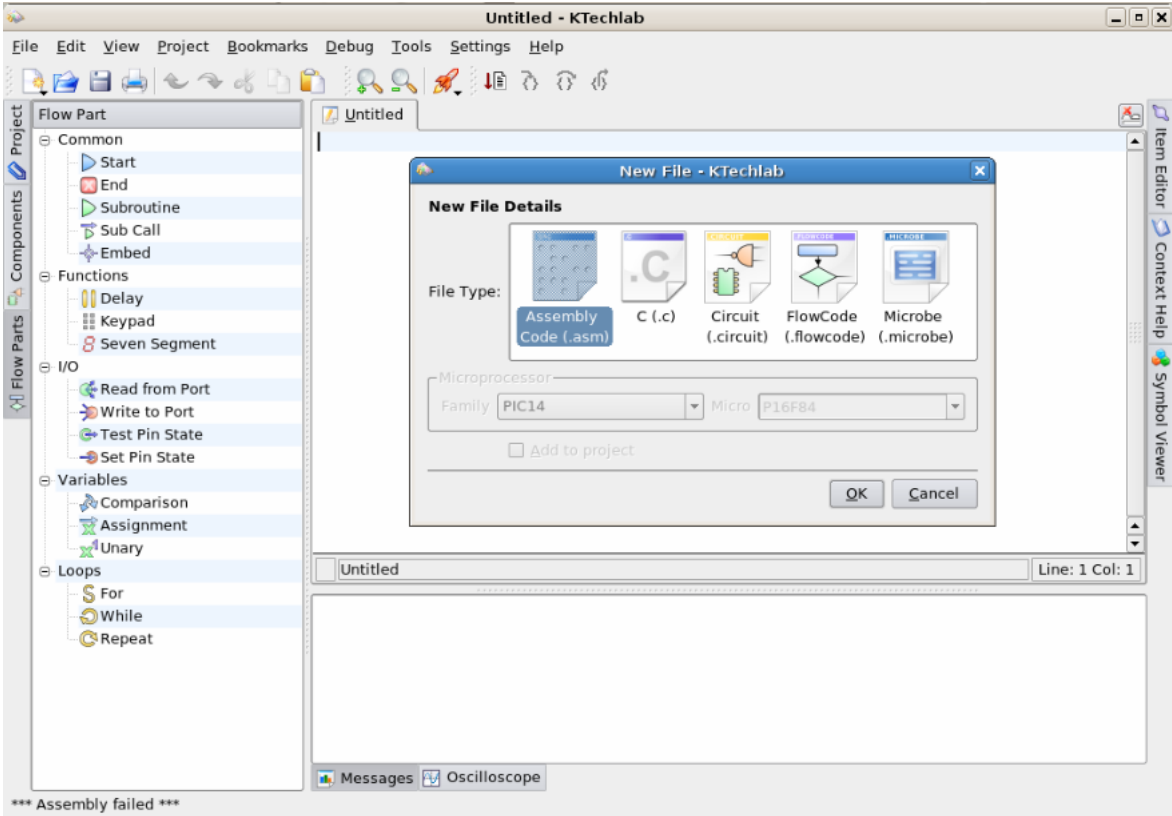 Untitled - KTechlab
File Edit View Project Bookmarks Debug Tools Settings Help
Project
Components
Flow Parts
Flow Part
Common
Start
End
Subroutine
Sub Call
Embed
Functions
Delay
Keypad
Seven Segment
I/O
Read from Port
Write to Port
Test Pin State
Set Pin State
Variables
Comparison
Assignment
Unary
Loops
For
While
Repeat
Untitled
New File - KTechlab
New File Details
File Type:
C
CIRCUIT
FLOWCODE
MICROBE
.C
Assembly
Code (.asm)
C (.c)
Circuit
(.circuit)
FlowCode
(.flowcode)
Microbe
(.microbe)
Microprocessor
Family PIC14 Micro P16F84
Add to project
OK Cancel
Untitled Line: 1 Col: 1
Messages Oscilloscope
Item Editor
Context Help
Symbol Viewer
*** Assembly failed ***